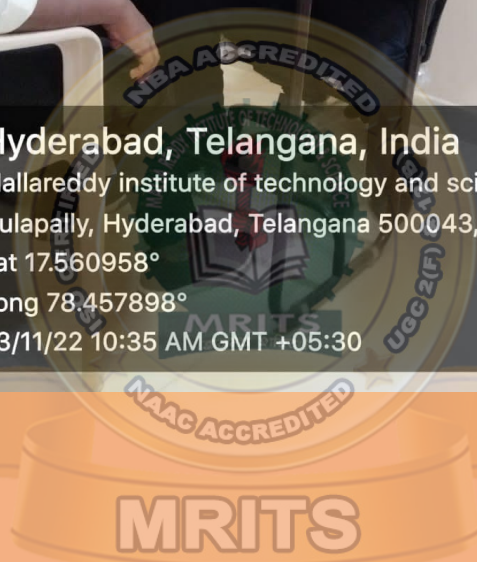 NBA ACCREDITED
Hyderabad, Telangana, India
allareddy institute of technology and sci
ulapally, Hyderabad, Telangana 500043,
at 17.560958°
ong 78.457898°
3/11/22 10:35 AM GMT +05:30
UGC 2(F)
MRITS
NAAC ACCREDITED
MRITS